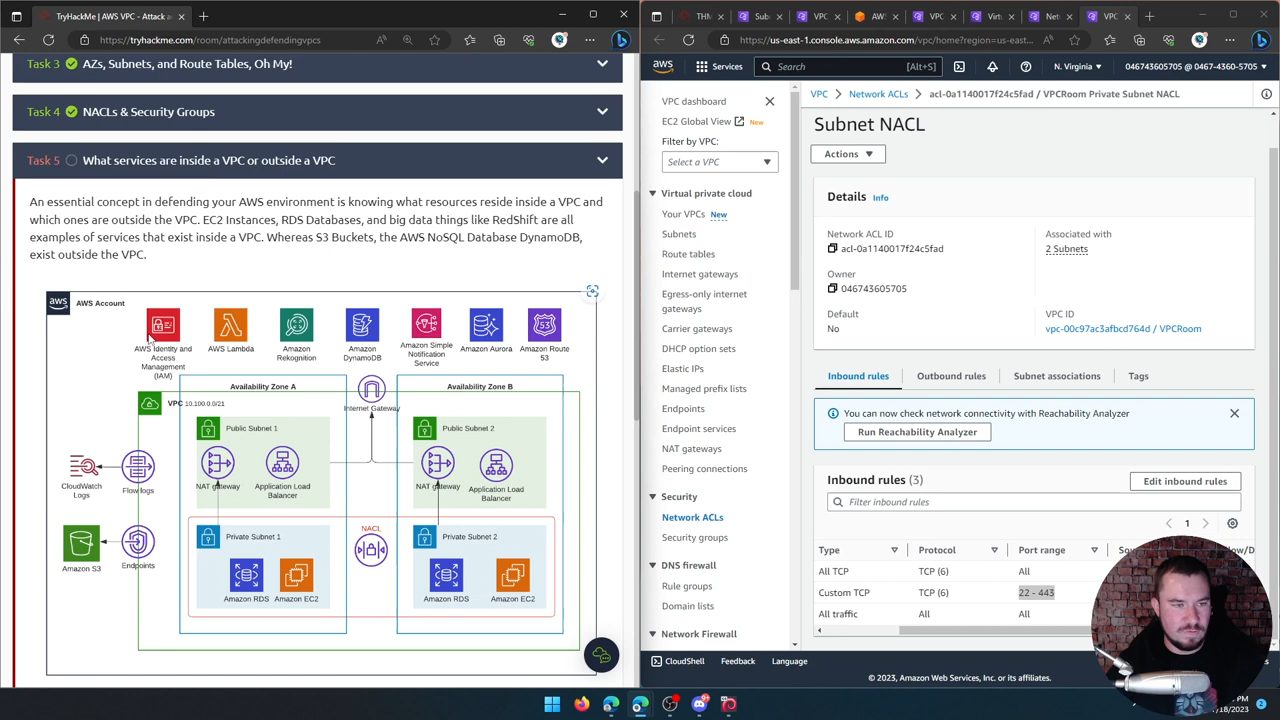 TryHackMe | AWS VPC - Attack a
https://tryhackme.com/room/attackingdefendingvpcs
Task 3 AZs, Subnets, and Route Tables, Oh My!
Task 4 NACLs & Security Groups
Task 5 What services are inside a VPC or outside a VPC
An essential concept in defending your AWS environment is knowing what resources reside inside a VPC and
which ones are outside the VPC. EC2 Instances, RDS Databases, and big data things like RedShift are all
examples of services that exist inside a VPC. Whereas S3 Buckets, the AWS NoSQL Database DynamoDB,
exist outside the VPC.
aws AWS Account
AWS Identity and
Access
Management
(IAM)
AWS Lambda
Amazon
Rekognition
Amazon
DynamoDB
Amazon Simple
Notification
Service
Amazon Aurora
Amazon Route
53
Availability Zone A
Availability Zone B
VPC 10.100.0.0/21
Internet Gateway
Public Subnet 1
Public Subnet 2
NAT gateway
Application Load
Balancer
NAT gateway
Application Load
Balancer
CloudWatch
Logs
Flow logs
Private Subnet 1
NACL
Private Subnet 2
Amazon S3
Endpoints
Amazon RDS
Amazon EC2
Amazon RDS
Amazon EC2
THM
Sub
VPC
AWS
VPC
Virtu
Net
VPC
https://us-east-1.console.aws.amazon.com/vpc/home?region=us-east...
aws Services Search [Alt+S] N. Virginia 046743605705 @ 0467-4360-5705
VPC dashboard
EC2 Global View New
Filter by VPC:
Select a VPC
Virtual private cloud
Your VPCs New
Subnets
Route tables
Internet gateways
Egress-only internet
gateways
Carrier gateways
DHCP option sets
Elastic IPs
Managed prefix lists
Endpoints
Endpoint services
NAT gateways
Peering connections
Security
Network ACLs
Security groups
DNS firewall
Rule groups
Domain lists
Network Firewall
VPC Network ACLs acl-0a1140017f24c5fad / VPCRoom Private Subnet NACL
Subnet NACL
Actions
Details Info
Network ACL ID
acl-0a1140017f24c5fad
Associated with
2 Subnets
Owner
046743605705
Default
No
VPC ID
vpc-00c97ac3afbcd764d / VPCRoom
Inbound rules Outbound rules Subnet associations Tags
You can now check network connectivity with Reachability Analyzer
Run Reachability Analyzer
Inbound rules (3)
Edit inbound rules
Filter inbound rules
1
Type Protocol Port range
All TCP TCP (6) All
Custom TCP TCP (6) 22 - 443
All traffic All All
CloudShell Feedback Language
© 2023, Amazon Web Services, Inc. or its affiliates.